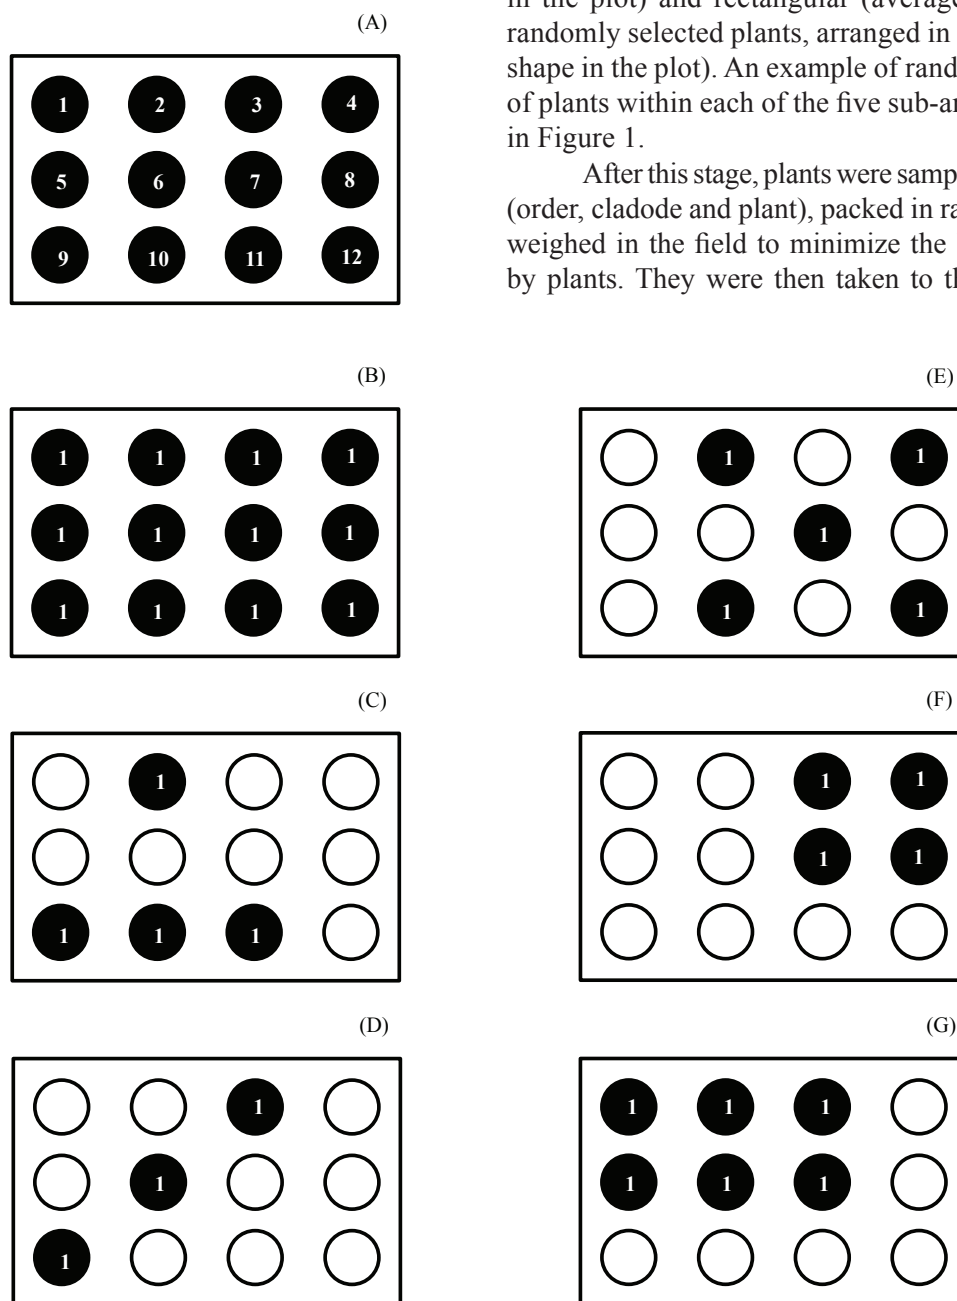 (A)
1 2 3 4
5 6 7 8
9 10 11 12
in the plot) and rectangular (average
randomly selected plants, arranged in
shape in the plot). An example of rand
of plants within each of the five sub-ar
in Figure 1.
After this stage, plants were samp
(order, cladode and plant), packed in ra
weighed in the field to minimize the
by plants. They were then taken to th
(B)
1 1 1 1
1 1 1 1
1 1 1 1
(C)
1
1 1 1
(D)
1
1
1
(E)
1 1
1
1 1
(F)
1 1
1 1
(G)
1 1 1
1 1 1